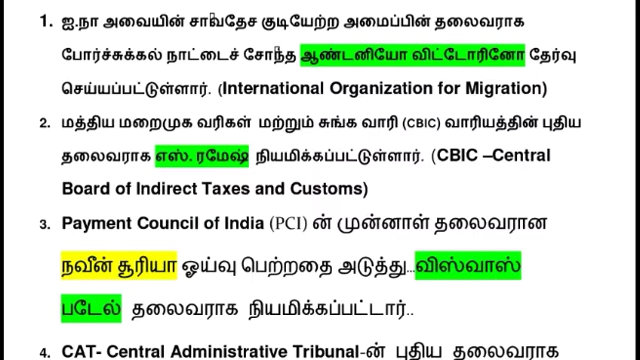 1. ஐ.நா அவையின் சர்வதேச குடியேற்ற அமைப்பின் தலைவராக
போர்ச்சுக்கல் நாட்டைச் சேர்ந்த ஆண்டனியோ விட்டோரினோ தேர்வு
செய்யப்பட்டுள்ளார். (International Organization for Migration)
2. மத்திய மறைமுக வரிகள் மற்றும் சுங்க வாரி (CBIC) வாரியத்தின் புதிய
தலைவராக எஸ். ரமேஷ் நியமிக்கப்பட்டுள்ளார். (CBIC –Central
Board of Indirect Taxes and Customs)
3. Payment Council of India (PCI) ன் முன்னாள் தலைவரான
நவீன் சூரியா ஓய்வு பெற்றதை அடுத்து...விஸ்வாஸ்
படேல் தலைவராக நியமிக்கப்பட்டார்..
4. CAT- Central Administrative Tribunal-ன் புதிய தலைவராக